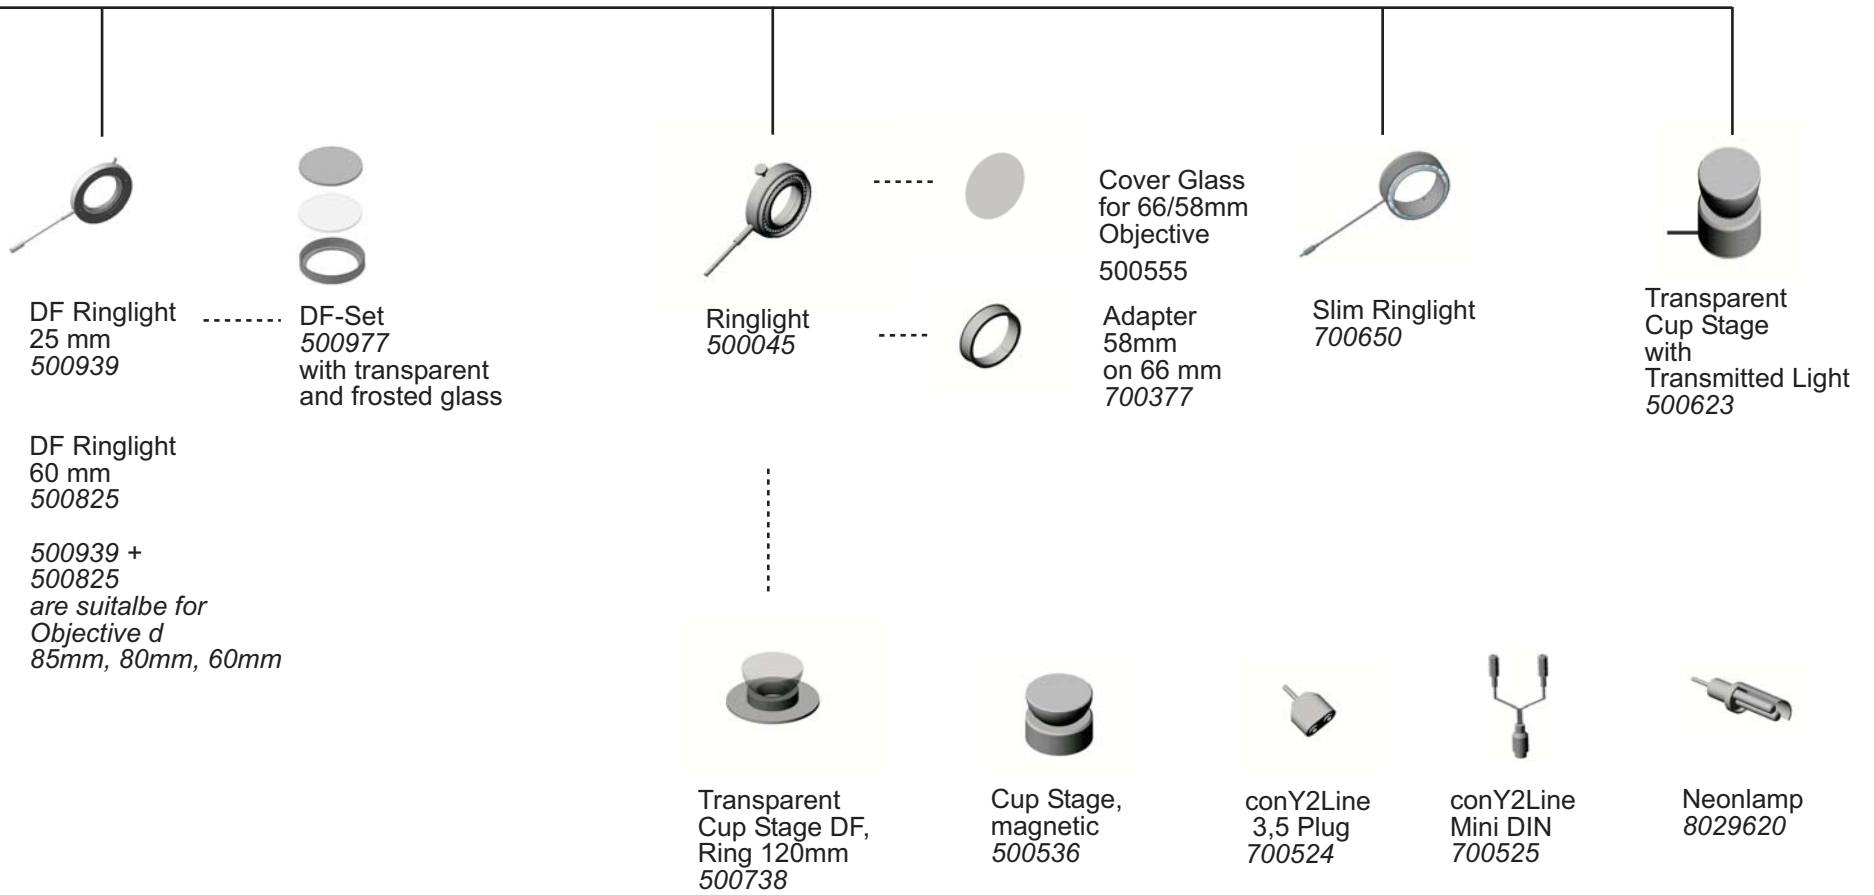 DF Ringlight
25 mm
500939
DF-Set
500977
with transparent
and frosted glass
DF Ringlight
60 mm
500825
500939 +
500825
are suitalbe for
Objective d
85mm, 80mm, 60mm
Ringlight
500045
Cover Glass
for 66/58mm
Objective
500555
Adapter
58mm
on 66 mm
700377
Slim Ringlight
700650
Transparent
Cup Stage
with
Transmitted Light
500623
Transparent
Cup Stage DF,
Ring 120mm
500738
Cup Stage,
magnetic
500536
conY2Line
3,5 Plug
700524
conY2Line
Mini DIN
700525
Neonlamp
8029620